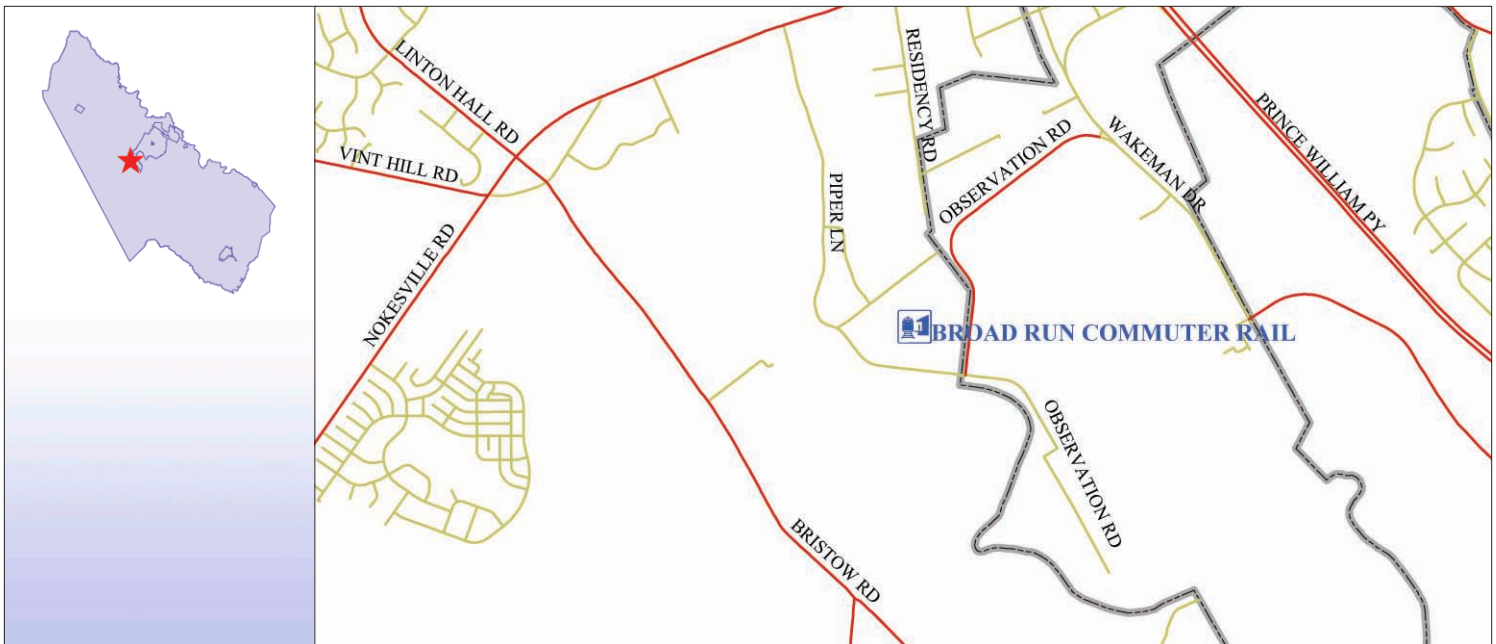 LINTON HALL RD
RESIDENCY RD
PRINCE WILLIAM PY
WAKEMAN DR
OBSERVATION RD
VINT HILL RD
PIPER LN
NOKESVILLE RD
BROAD RUN COMMUTER RAIL
OBSERVATION RD
BRISTOW RD